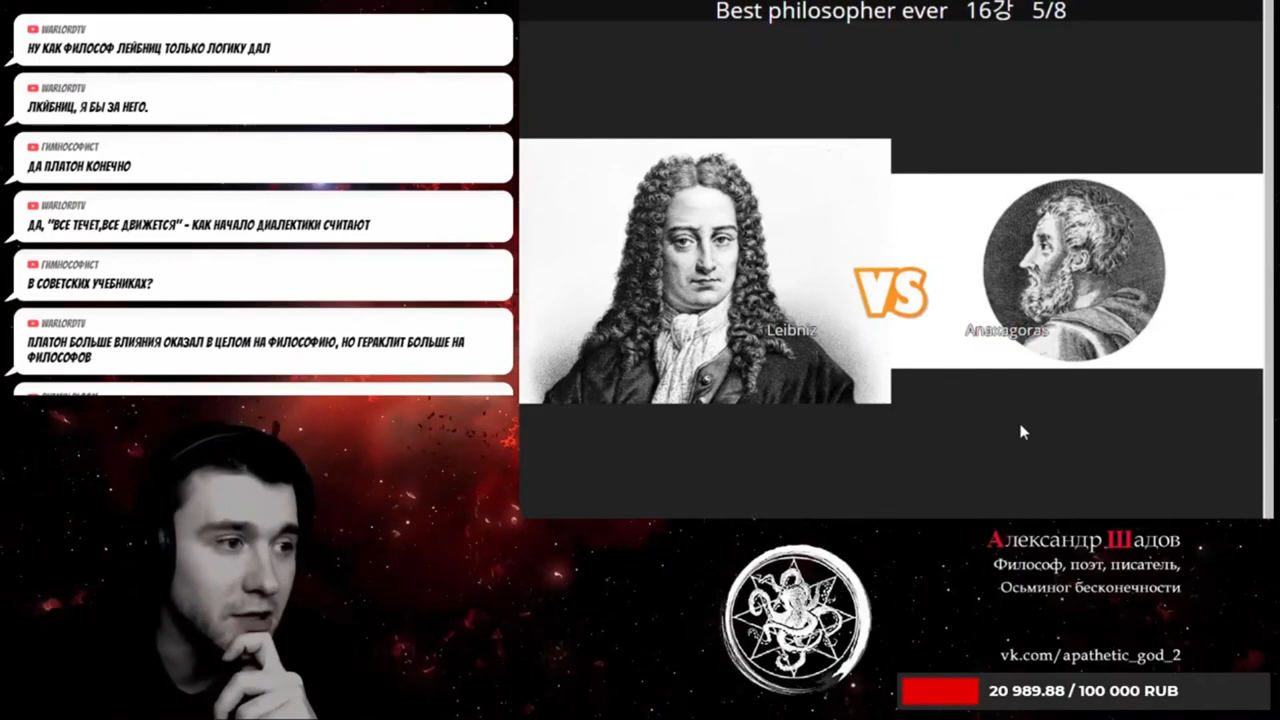 WARLORDTV
НУ КАК ФИЛОСОФ ЛЕЙБНИЦ ТОЛЬКО ЛОГИКУ ДАЛ
WARLORDTV
ЛКЙБНИЦ, Я БЫ ЗА НЕГО.
ГИМНОСОФИСТ
ДА ПЛАТОН КОНЕЧНО
WARLORDTV
ДА, "ВСЕ ТЕЧЕТ,ВСЕ ДВИЖЕТСЯ" - КАК НАЧАЛО ДИАЛЕКТИКИ СЧИТАЮТ
ГИМНОСОФИСТ
В СОВЕТСКИХ УЧЕБНИКАХ?
WARLORDTV
ПЛАТОН БОЛЬШЕ ВЛИЯНИЯ ОКАЗАЛ В ЦЕЛОМ НА ФИЛОСОФИЮ, НО ГЕРАКЛИТ БОЛЬШЕ НА
ФИЛОСОФОВ
Best philosopher ever 16강 5/8
VS
Leibniz
Anaxagoras
Александр Шадов
Философ, поэт, писатель,
Осьминог бесконечности
vk.com/apathetic_god_2
20 989.88 / 100 000 RUB